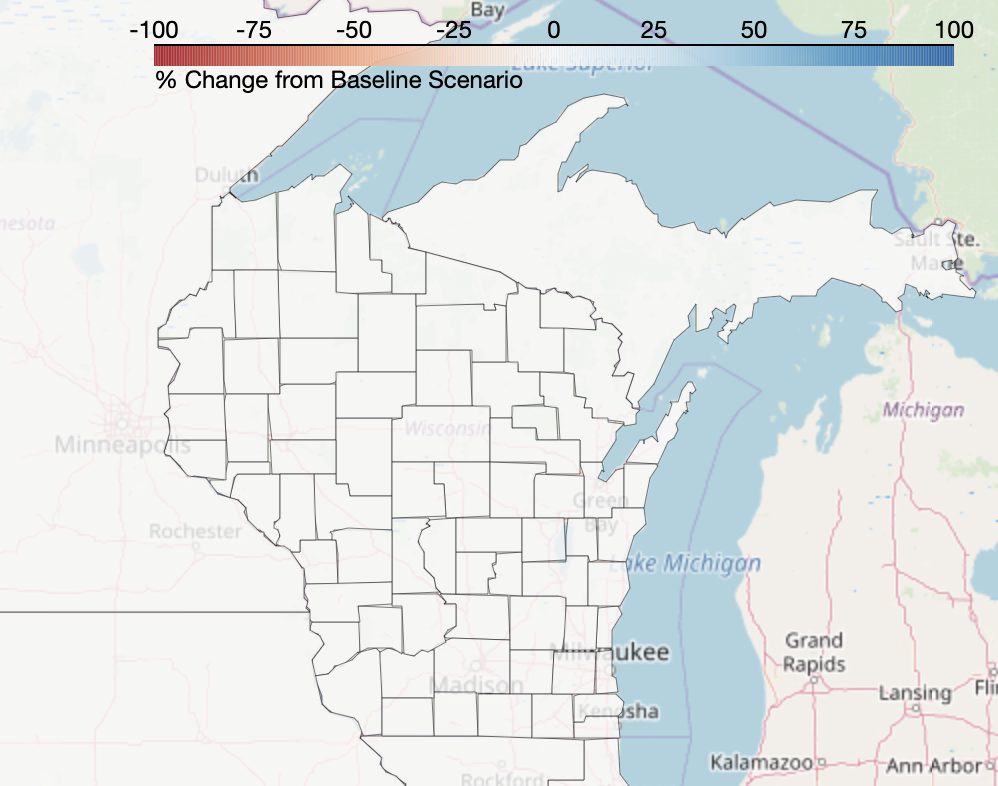 Bay
-100 -75 -50 -25 0 25 50 75 100
Lake Superior
% Change from Baseline Scenario
Duluth
nesota
Sault Ste.
Marie
Michigan
Minneapolis
Wisconsin
Green
Bay
Rochester
Lake Michigan
Milwaukee
Grand
Rapids
Madison
Lansing
Flin
Kenosha
Kalamazoo
Ann Arbor
Rockford